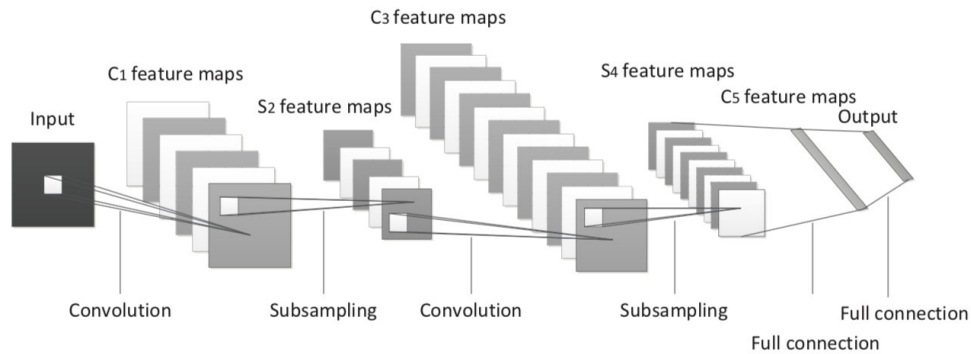 C3 feature maps
C1 feature maps
S4 feature maps
S2 feature maps
C5 feature maps
Input
Output
Convolution
Subsampling
Convolution
Subsampling
Full connection
Full connection